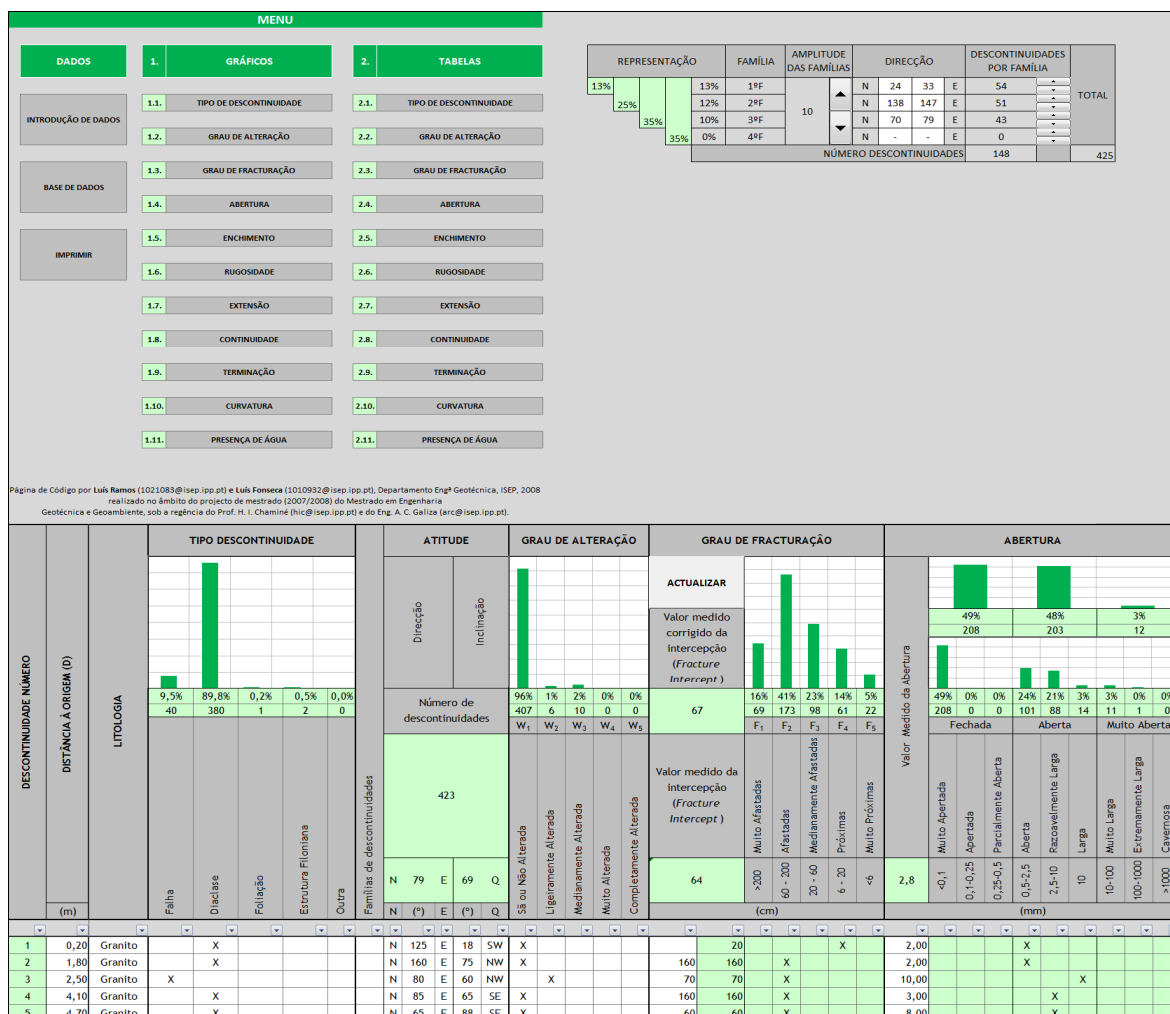 MENU
DADOS 1. GRÁFICOS 2. TABELAS
INTRODUÇÃO DE DADOS
BASE DE DADOS
IMPRIMIR
1.1. TIPO DE DESCONTINUIDADE 2.1. TIPO DE DESCONTINUIDADE
1.2. GRAU DE ALTERAÇÃO 2.2. GRAU DE ALTERAÇÃO
1.3. GRAU DE FRACTURAÇÃO 2.3. GRAU DE FRACTURAÇÃO
1.4. ABERTURA 2.4. ABERTURA
1.5. ENCHIMENTO 2.5. ENCHIMENTO
1.6. RUGOSIDADE 2.6. RUGOSIDADE
1.7. EXTENSÃO 2.7. EXTENSÃO
1.8. CONTINUIDADE 2.8. CONTINUIDADE
1.9. TERMINAÇÃO 2.9. TERMINAÇÃO
1.10. CURVATURA 2.10. CURVATURA
1.11. PRESENÇA DE ÁGUA 2.11. PRESENÇA DE ÁGUA
REPRESENTAÇÃO FAMÍLIA AMPLITUDE DAS FAMÍLIAS DIRECÇÃO DESCONTINUIDADES POR FAMÍLIA TOTAL
13% 13% 1ºF 10 N 24 33 E 54
25% 12% 2ºF N 138 147 E 51
35% 10% 3ºF N 70 79 E 43
35% 0% 4ºF N - - E 0
NÚMERO DESCONTINUIDADES 148 425
Página de Código por Luís Ramos (1021083@isep.ipp.pt) e Luís Fonseca (1010932@isep.ipp.pt), Departamento Engª Geotécnica, ISEP, 2008
realizado no âmbito do projecto de mestrado (2007/2008) do Mestrado em Engenharia
Geotécnica e Geoambiente, sob a regência do Prof. H. I. Chaminé (hic@isep.ipp.pt) e do Eng. A. C. Galiza (arc@isep.ipp.pt).
DESCONTINUIDADE NÚMERO
DISTÂNCIA À ORIGEM (D)
(m)
LITOLOGIA
TIPO DESCONTINUIDADE
9,5% 89,8% 0,2% 0,5% 0,0%
40 380 1 2 0
Falha
Diaclase
Foliação
Estrutura Filoniana
Outra
Famílias de descontinuidades
ATITUDE
Direcção
Inclinação
Número de descontinuidades
423
N 79 E 69 Q
N (º) E (º) Q
GRAU DE ALTERAÇÃO
96% 1% 2% 0% 0%
407 6 10 0 0
W1 W2 W3 W4 W5
Sã ou Não Alterada
Ligeiramente Alterada
Medianamente Alterada
Muito Alterada
Completamente Alterada
GRAU DE FRACTURAÇÃO
ACTUALIZAR
Valor medido corrigido da intercepção (Fracture Intercept )
67
Valor medido da intercepção (Fracture Intercept )
64
16% 41% 23% 14% 5%
69 173 98 61 22
F1 F2 F3 F4 F5
Muito Afastadas
Afastadas
Medianamente Afastadas
Próximas
Muito Próximas
>200
60 - 200
20 - 60
6 - 20
<6
(cm)
ABERTURA
Valor Medido da Abertura
2,8
49% 48% 3%
208 203 12
49% 0% 0% 24% 21% 3% 3% 0% 0%
208 0 0 101 88 14 11 1 0
Fechada Aberta Muito Aberta
Muito Apertada
Apertada
Parcialmente Aberta
Aberta
Razoavelmente Larga
Larga
Muito Larga
Extremamente Larga
Cavernosa
<0,1
0,1-0,25
0,25-0,5
0,5-2,5
2,5-10
10
10-100
100-1000
>1000
(mm)
1 0,20 Granito X N 125 E 18 SW X 20 X 2,00 X
2 1,80 Granito X N 160 E 75 NW X 160 160 X 2,00 X
3 2,50 Granito X N 80 E 60 NW X 70 70 X 10,00 X
4 4,10 Granito X N 85 E 65 SE X 160 160 X 3,00 X
5 4,70 Granito X N 65 E 88 SE X 60 60 X 8,00 X